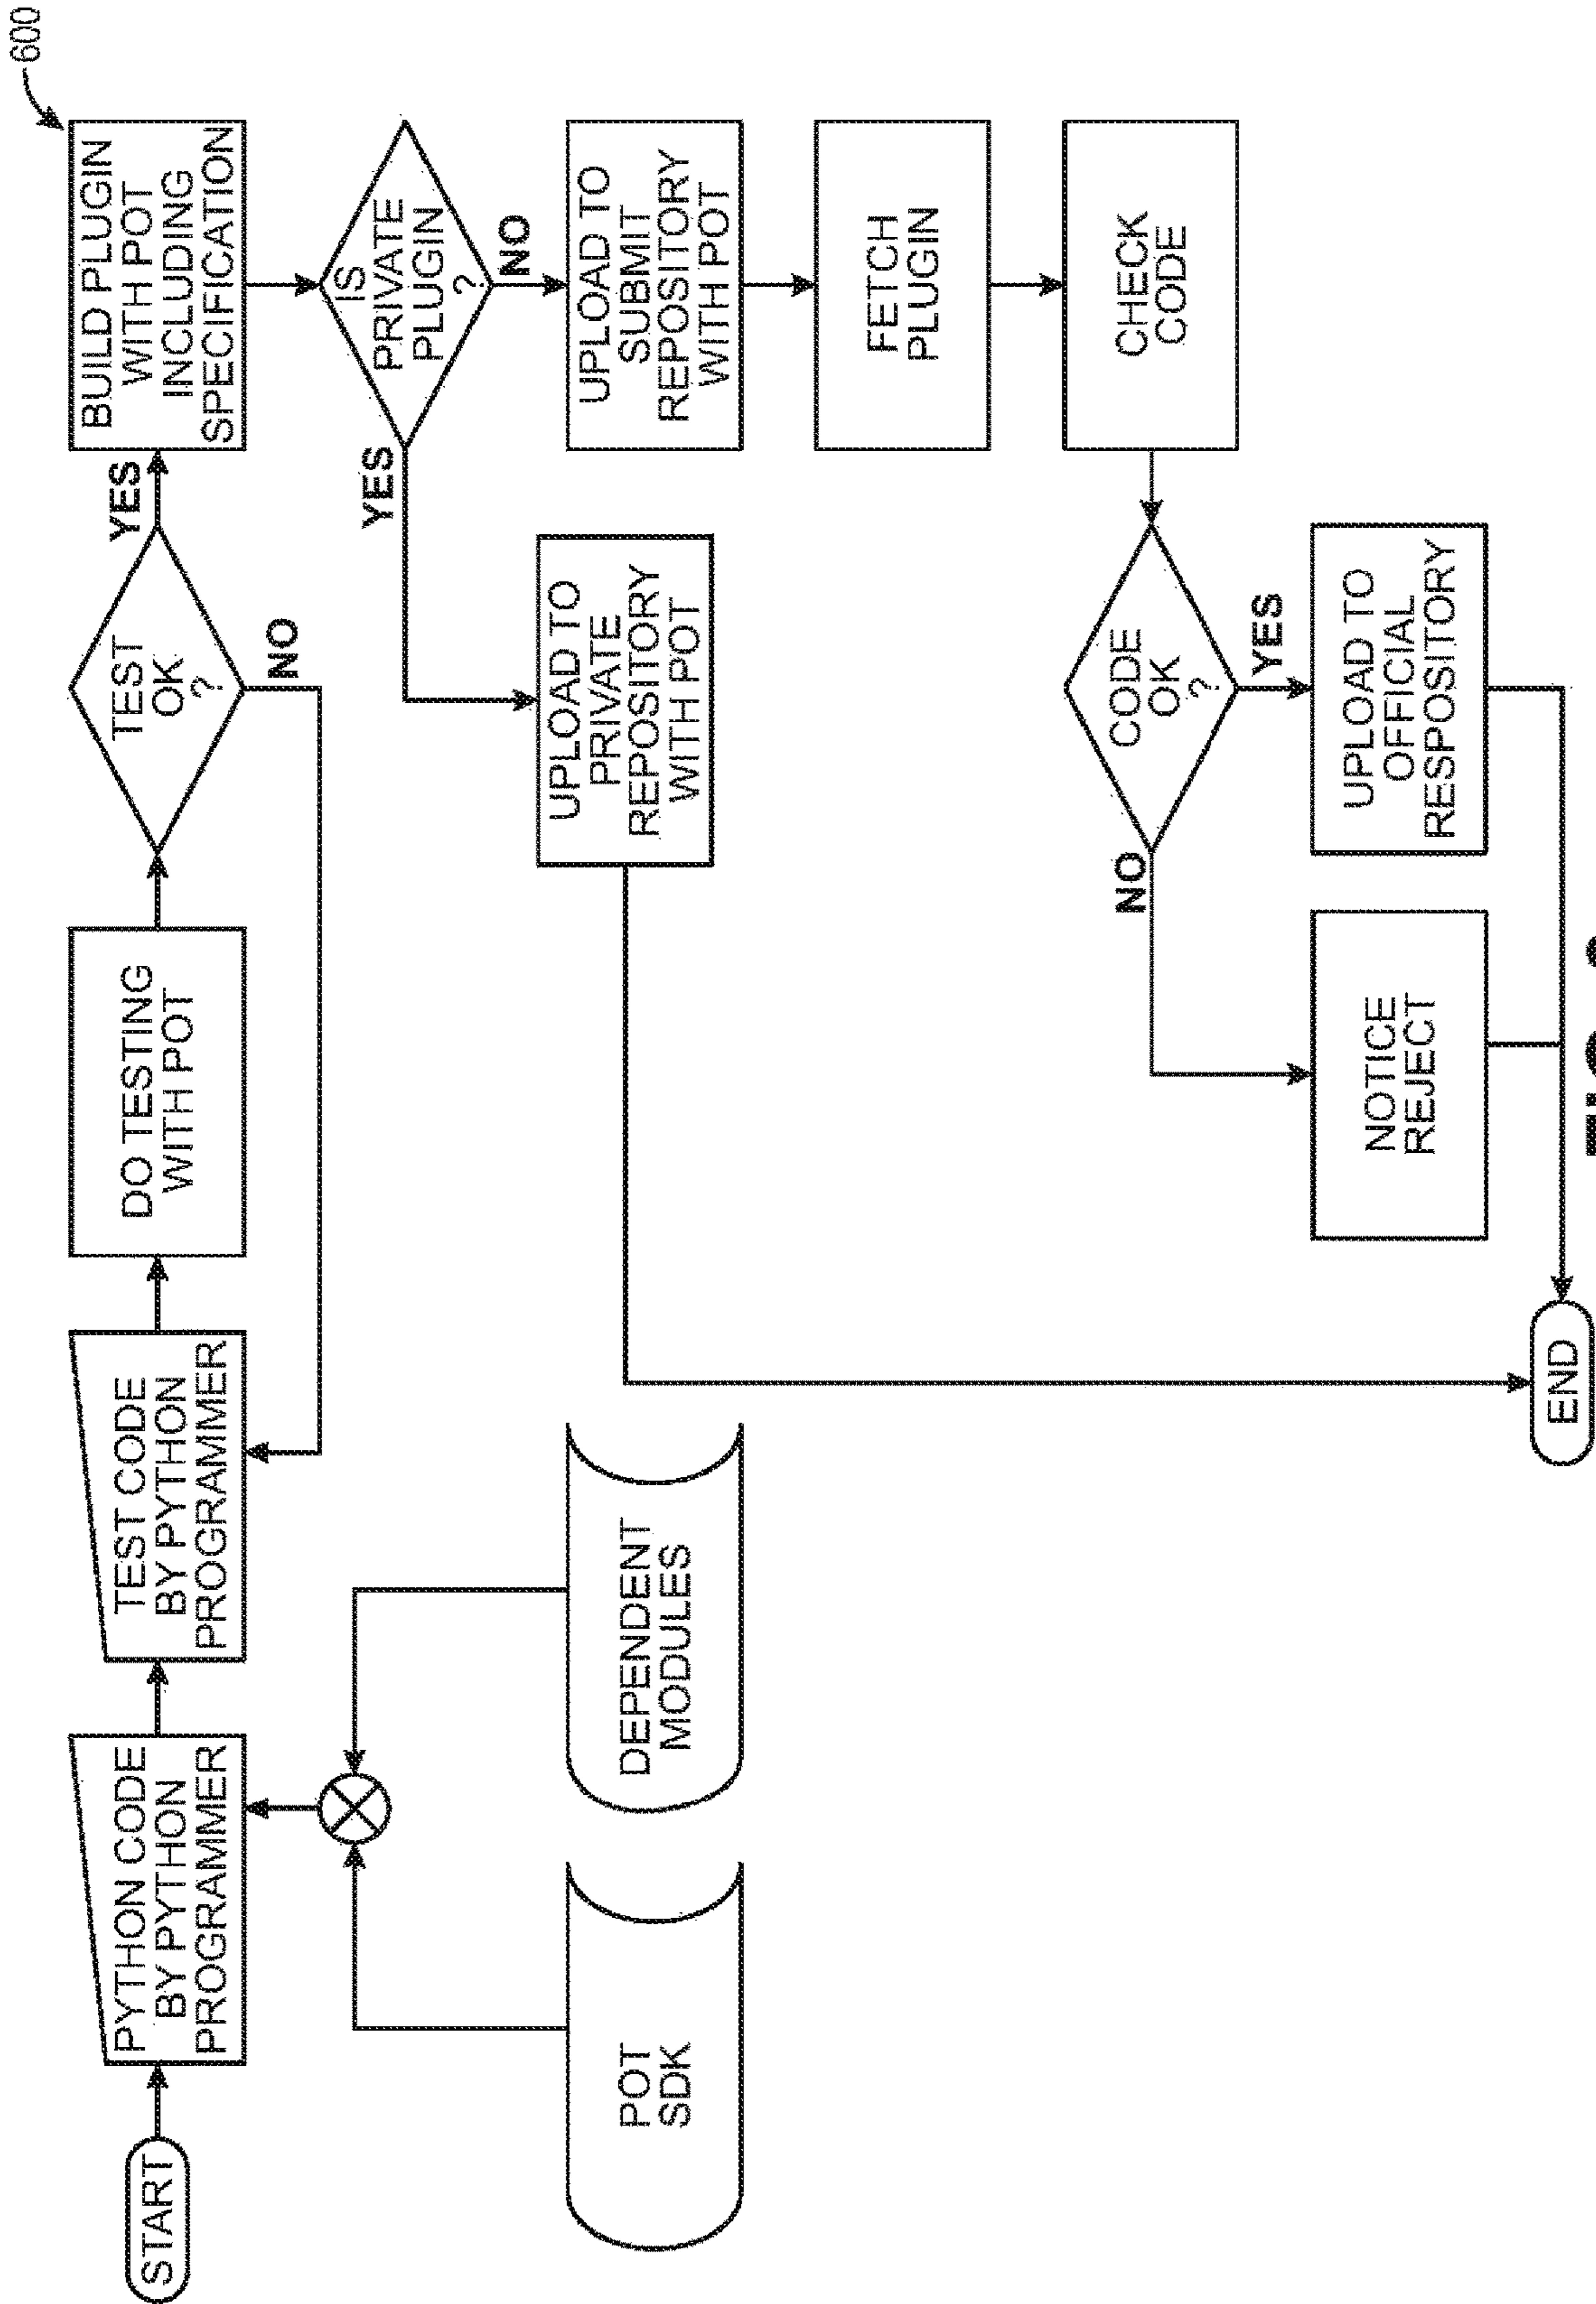 600
START
PYTHON CODE
BY PYTHON
PROGRAMMER
TEST CODE
BY PYTHON
PROGRAMMER
DO TESTING
WITH POT
TEST
OK
?
YES
NO
BUILD PLUGIN
WITH POT
INCLUDING
SPECIFICATION
POT
SDK
DEPENDENT
MODULES
IS
PRIVATE
PLUGIN
?
YES
NO
UPLOAD TO
PRIVATE
REPOSITORY
WITH POT
UPLOAD TO
SUBMIT
REPOSITORY
WITH POT
FETCH
PLUGIN
CHECK
CODE
CODE
OK
?
NO
YES
NOTICE
REJECT
UPLOAD TO
OFFICIAL
RESPOSITORY
END